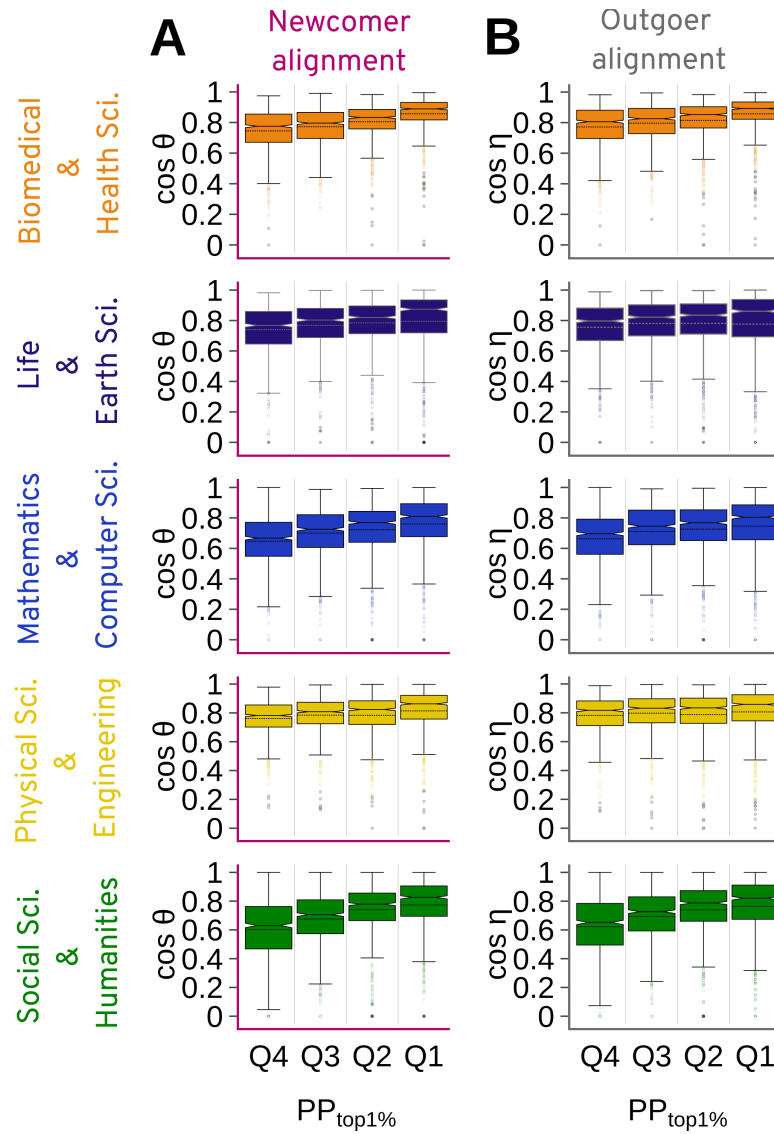 A
Newcomer
alignment
B
Outgoer
alignment
Biomedical
&
Health Sci.
cos θ
1
0.8
0.6
0.4
0.2
0
cos η
1
0.8
0.6
0.4
0.2
0
Life
&
Earth Sci.
cos θ
1
0.8
0.6
0.4
0.2
0
cos η
1
0.8
0.6
0.4
0.2
0
Mathematics
&
Computer Sci.
cos θ
1
0.8
0.6
0.4
0.2
0
cos η
1
0.8
0.6
0.4
0.2
0
Physical Sci.
&
Engineering
cos θ
1
0.8
0.6
0.4
0.2
0
cos η
1
0.8
0.6
0.4
0.2
0
Social Sci.
&
Humanities
cos θ
1
0.8
0.6
0.4
0.2
0
cos η
1
0.8
0.6
0.4
0.2
0
Q4 Q3 Q2 Q1
Q4 Q3 Q2 Q1
PPtop1%
PPtop1%